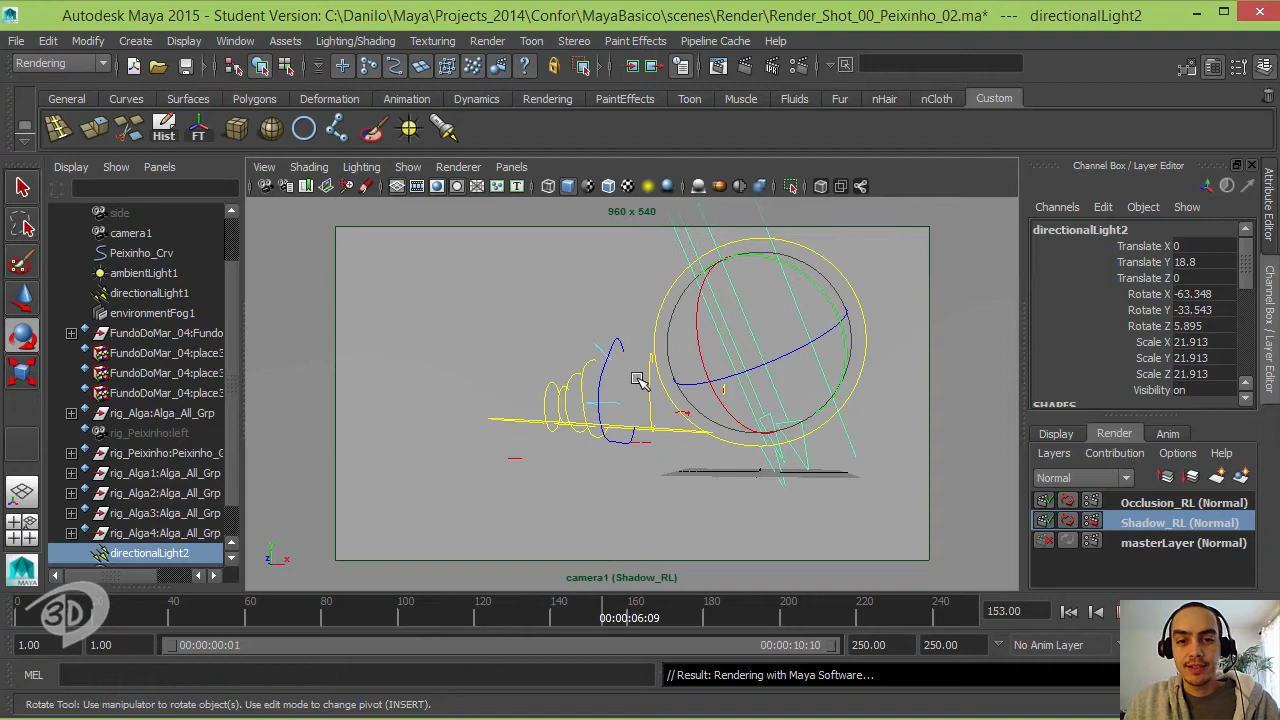 Autodesk Maya 2015 - Student Version: C:\Danilo\Maya\Projects_2014\Confor\MayaBasico\scenes\Render\Render_Shot_00_Peixinho_02.ma* --- directionalLight2
File Edit Modify Create Display Window Assets Lighting/Shading Texturing Render Toon Stereo Paint Effects Pipeline Cache Help
Rendering
General Curves Surfaces Polygons Deformation Animation Dynamics Rendering PaintEffects Toon Muscle Fluids Fur nHair nCloth Custom
Hist FT
Display Show Panels
View Shading Lighting Show Renderer Panels
Channel Box / Layer Editor
Channels Edit Object Show
Attribute Editor
Channel Box / Layer Editor
960 x 540
side
camera1
Peixinho_Crv
ambientLight1
directionalLight1
environmentFog1
FundoDoMar_04:Fundo
FundoDoMar_04:place3
FundoDoMar_04:place3
FundoDoMar_04:place3
rig_Alga:Alga_All_Grp
rig_Peixinho:left
rig_Peixinho:Peixinho_G
rig_Alga1:Alga_All_Grp
rig_Alga2:Alga_All_Grp
rig_Alga3:Alga_All_Grp
rig_Alga4:Alga_All_Grp
directionalLight2
directionalLight2
Translate X 0
Translate Y 18.8
Translate Z 0
Rotate X -63.348
Rotate Y -33.543
Rotate Z 5.895
Scale X 21.913
Scale Y 21.913
Scale Z 21.913
Visibility on
SHAPES
Display Render Anim
Layers Contribution Options Help
Normal
Occlusion_RL (Normal)
Shadow_RL (Normal)
masterLayer (Normal)
camera1 (Shadow_RL)
0 40 60 80 100 120 140 160 180 200 220 240
00:00:06:09
153.00
1.00 1.00 00:00:00:01 00:00:10:10 250.00 250.00 No Anim Layer
MEL // Result: Rendering with Maya Software...
Rotate Tool: Use manipulator to rotate object(s). Use edit mode to change pivot (INSERT).
3D
MAYA